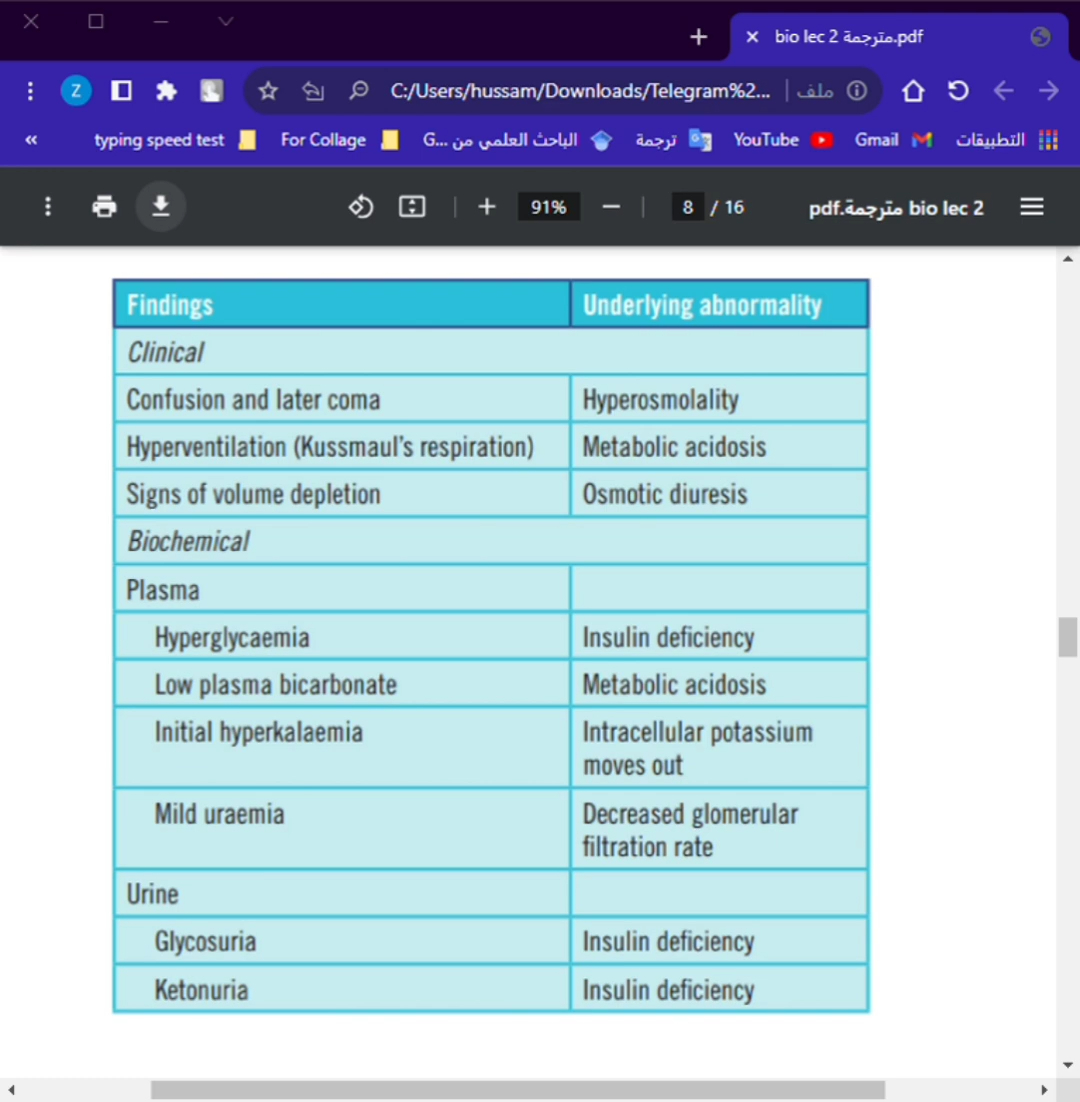 bio lec 2 مترجمة.pdf
Z
C:/Users/hussam/Downloads/Telegram%2... | ملف
typing speed test
For Collage
الباحث العلمي من ...G
ترجمة
YouTube
Gmail
التطبيقات
91%
8 / 16
bio lec 2 مترجمة.pdf
Findings Underlying abnormality
Clinical
Confusion and later coma Hyperosmolality
Hyperventilation (Kussmaul's respiration) Metabolic acidosis
Signs of volume depletion Osmotic diuresis
Biochemical
Plasma
Hyperglycaemia Insulin deficiency
Low plasma bicarbonate Metabolic acidosis
Initial hyperkalaemia Intracellular potassium
moves out
Mild uraemia Decreased glomerular
filtration rate
Urine
Glycosuria Insulin deficiency
Ketonuria Insulin deficiency